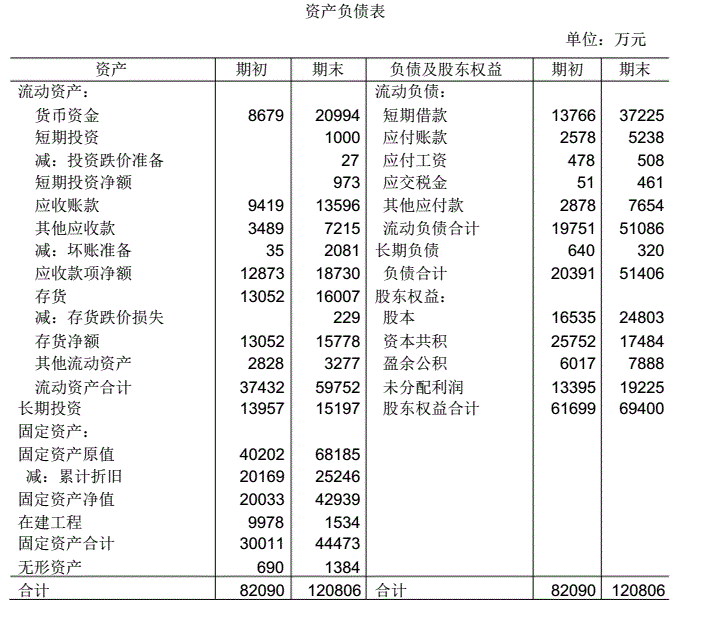 资产负债表
单位：万元
资产 期初 期末 负债及股东权益 期初 期末
流动资产： 流动负债：
货币资金 8679 20994 短期借款 13766 37225
短期投资 1000 应付账款 2578 5238
减：投资跌价准备 27 应付工资 478 508
短期投资净额 973 应交税金 51 461
应收账款 9419 13596 其他应付款 2878 7654
其他应收款 3489 7215 流动负债合计 19751 51086
减：坏账准备 35 2081 长期负债 640 320
应收款项净额 12873 18730 负债合计 20391 51406
存货 13052 16007 股东权益：
减：存货跌价损失 229 股本 16535 24803
存货净额 13052 15778 资本共积 25752 17484
其他流动资产 2828 3277 盈余公积 6017 7888
流动资产合计 37432 59752 未分配利润 13395 19225
长期投资 13957 15197 股东权益合计 61699 69400
固定资产：
固定资产原值 40202 68185
减：累计折旧 20169 25246
固定资产净值 20033 42939
在建工程 9978 1534
固定资产合计 30011 44473
无形资产 690 1384
合计 82090 120806 合计 82090 120806